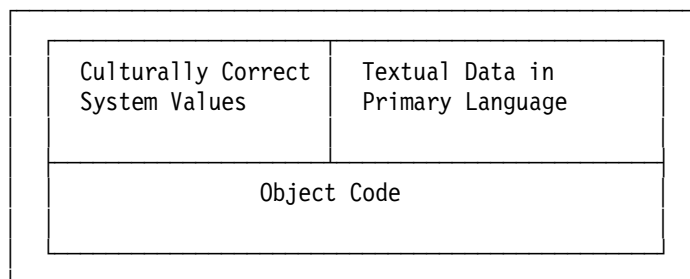 Culturally Correct
System Values
Textual Data in
Primary Language
Object Code